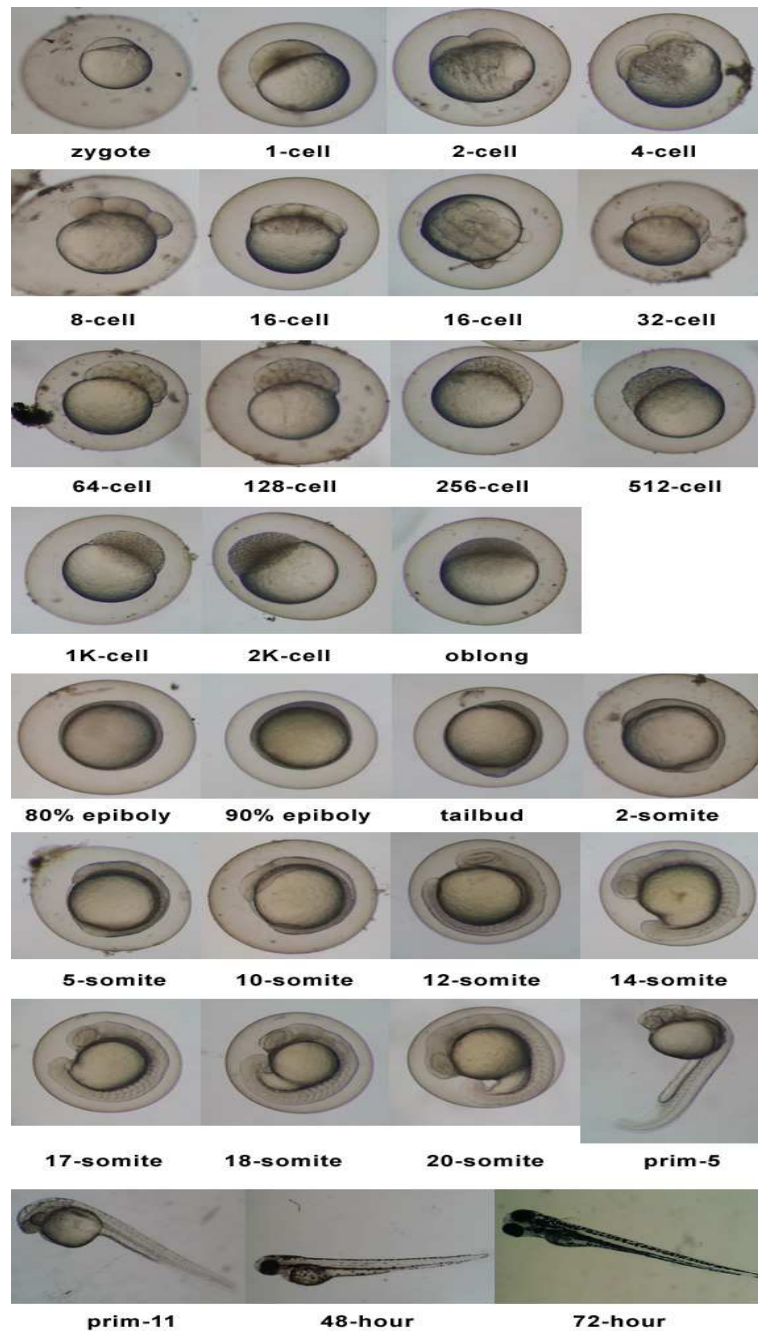 zygote 1-cell 2-cell 4-cell
8-cell 16-cell 16-cell 32-cell
64-cell 128-cell 256-cell 512-cell
1K-cell 2K-cell oblong
80% epiboly 90% epiboly tailbud 2-somite
5-somite 10-somite 12-somite 14-somite
17-somite 18-somite 20-somite prim-5
prim-11 48-hour 72-hour